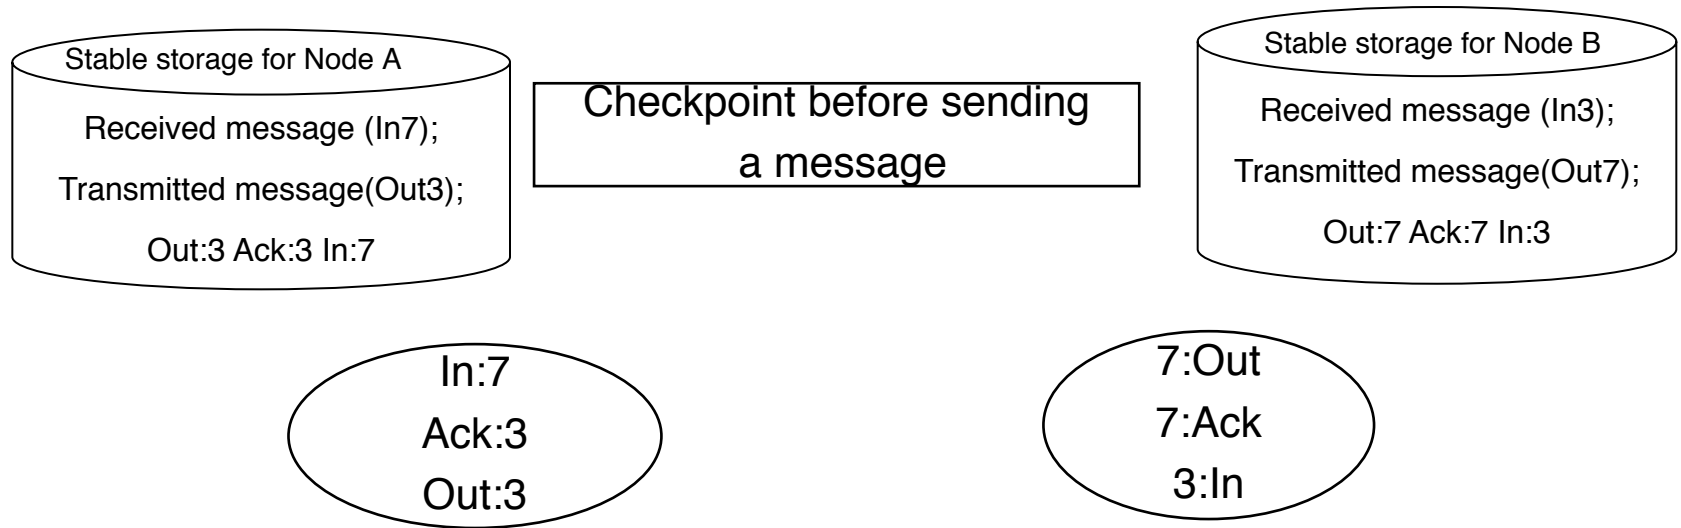 Stable storage for Node A
Received message (In7);
Transmitted message(Out3);
Out:3 Ack:3 In:7
Checkpoint before sending
a message
Stable storage for Node B
Received message (In3);
Transmitted message(Out7);
Out:7 Ack:7 In:3
In:7
Ack:3
Out:3
7:Out
7:Ack
3:In